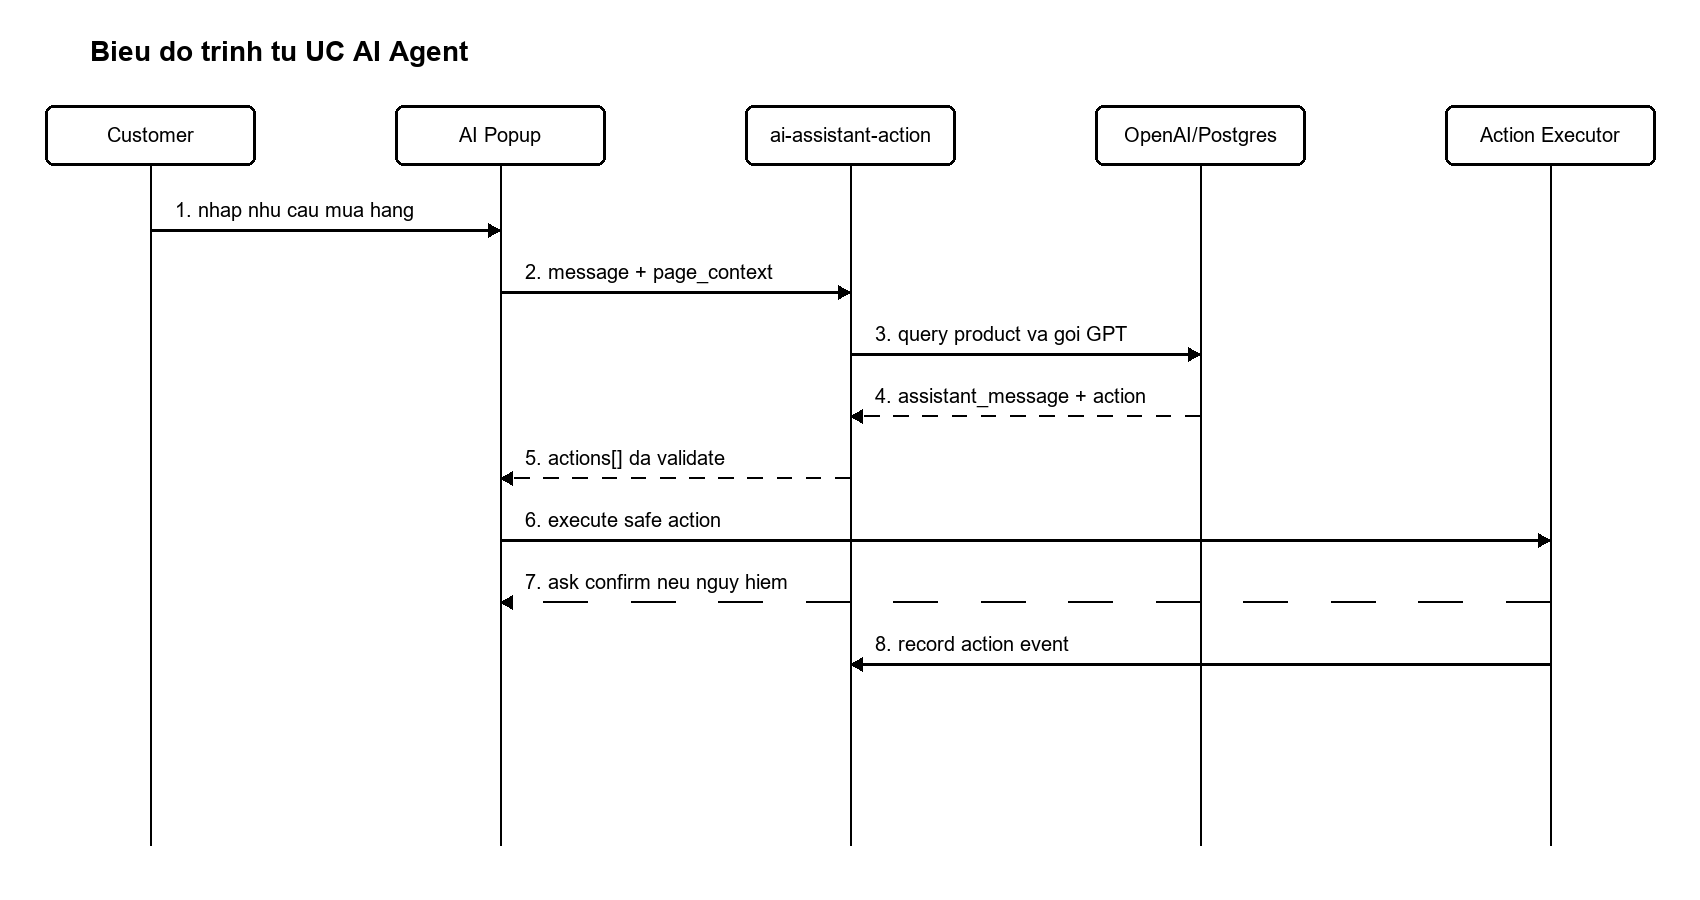 Bieu do trinh tu UC AI Agent
Customer
AI Popup
ai-assistant-action
OpenAI/Postgres
Action Executor
1. nhap nhu cau mua hang
2. message + page_context
3. query product va goi GPT
4. assistant_message + action
5. actions[] da validate
6. execute safe action
7. ask confirm neu nguy hiem
8. record action event